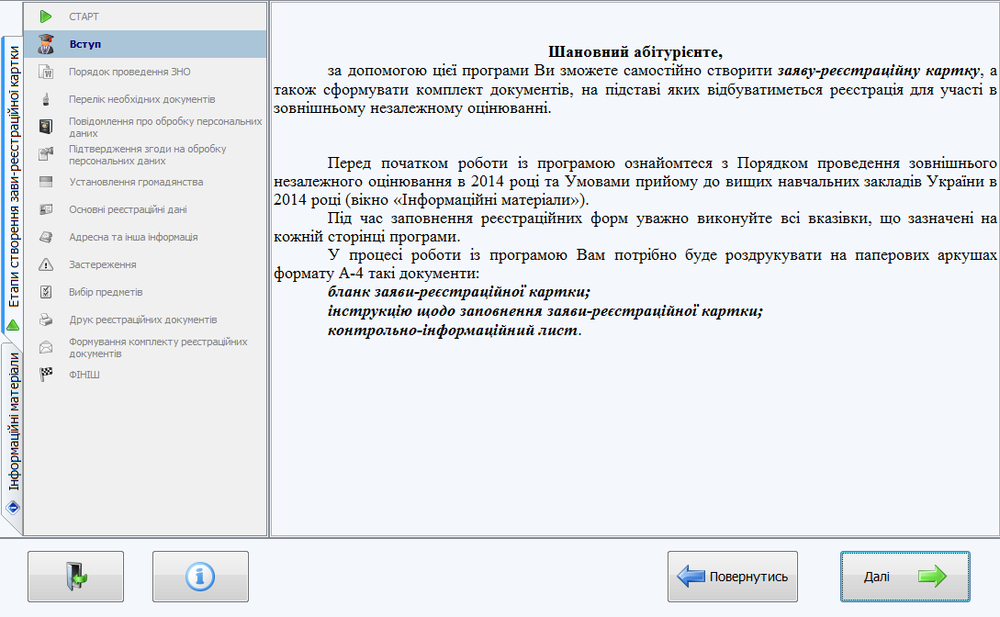 Етапи створення зави-реєстраційної картки
Інформаційні матеріали
СТАРТ
Вступ
Порядок проведення ЗНО
Перелік необхідних документів
Повідомлення про обробку персональних
даних
Підтвердження згоди на обробку
персональних даних
Установлення громадянства
Основні реєстраційні дані
Адресна та інша інформація
Застереження
Вибір предметів
Друк реєстраційних документів
Формування комплекту реєстраційних
документів
ФІНІШ
Шановний абітурієнте,
за допомогою цієї програми Ви зможете самостійно створити заяву-реєстраційну картку, а
також сформувати комплект документів, на підставі яких відбуватиметься реєстрація для участі в
зовнішньому незалежному оцінюванні.
Перед початком роботи із програмою ознайомтеся з Порядком проведення зовнішнього
незалежного оцінювання в 2014 році та Умовами прийому до вищих навчальних закладів України в
2014 році (вікно «Інформаційні матеріали»).
Під час заповнення реєстраційних форм уважно виконуйте всі вказівки, що зазначені на
кожній сторінці програми.
У процесі роботи із програмою Вам потрібно буде роздрукувати на паперових аркушах
формату А-4 такі документи:
бланк заяви-реєстраційної картки;
інструкцію щодо заповнення заяви-реєстраційної картки;
контрольно-інформаційний лист.
Повернутись
Далі